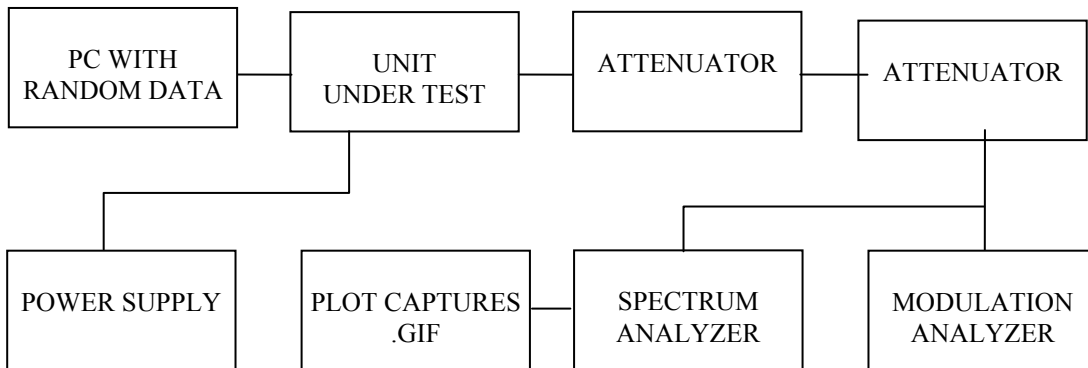 PC WITH
RANDOM DATA
UNIT
UNDER TEST
ATTENUATOR
ATTENUATOR
POWER SUPPLY
PLOT CAPTURES
.GIF
SPECTRUM
ANALYZER
MODULATION
ANALYZER